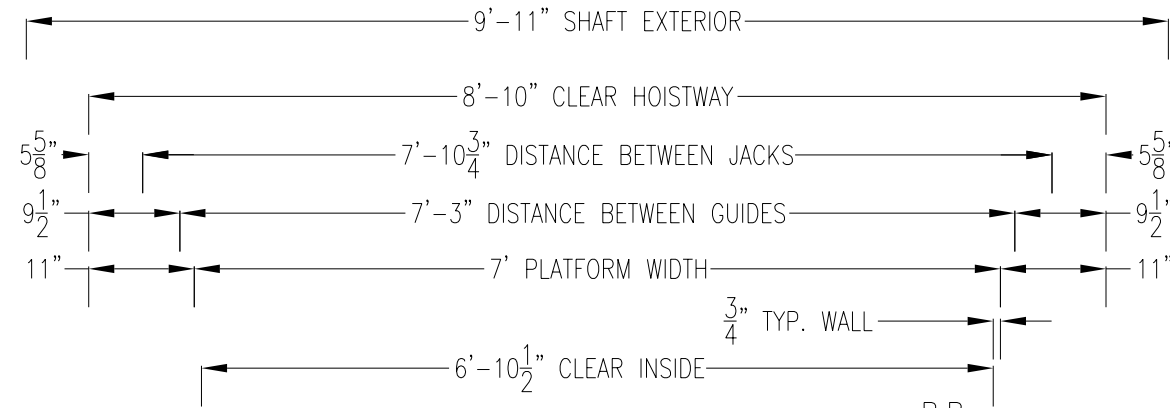 9'-11" SHAFT EXTERIOR
8'-10" CLEAR HOISTWAY
5 5/8" 7'-10 3/4" DISTANCE BETWEEN JACKS 5 5/8"
9 1/2" 7'-3" DISTANCE BETWEEN GUIDES 9 1/2"
11" 7' PLATFORM WIDTH 11"
3/4" TYP. WALL
6'-10 1/2" CLEAR INSIDE